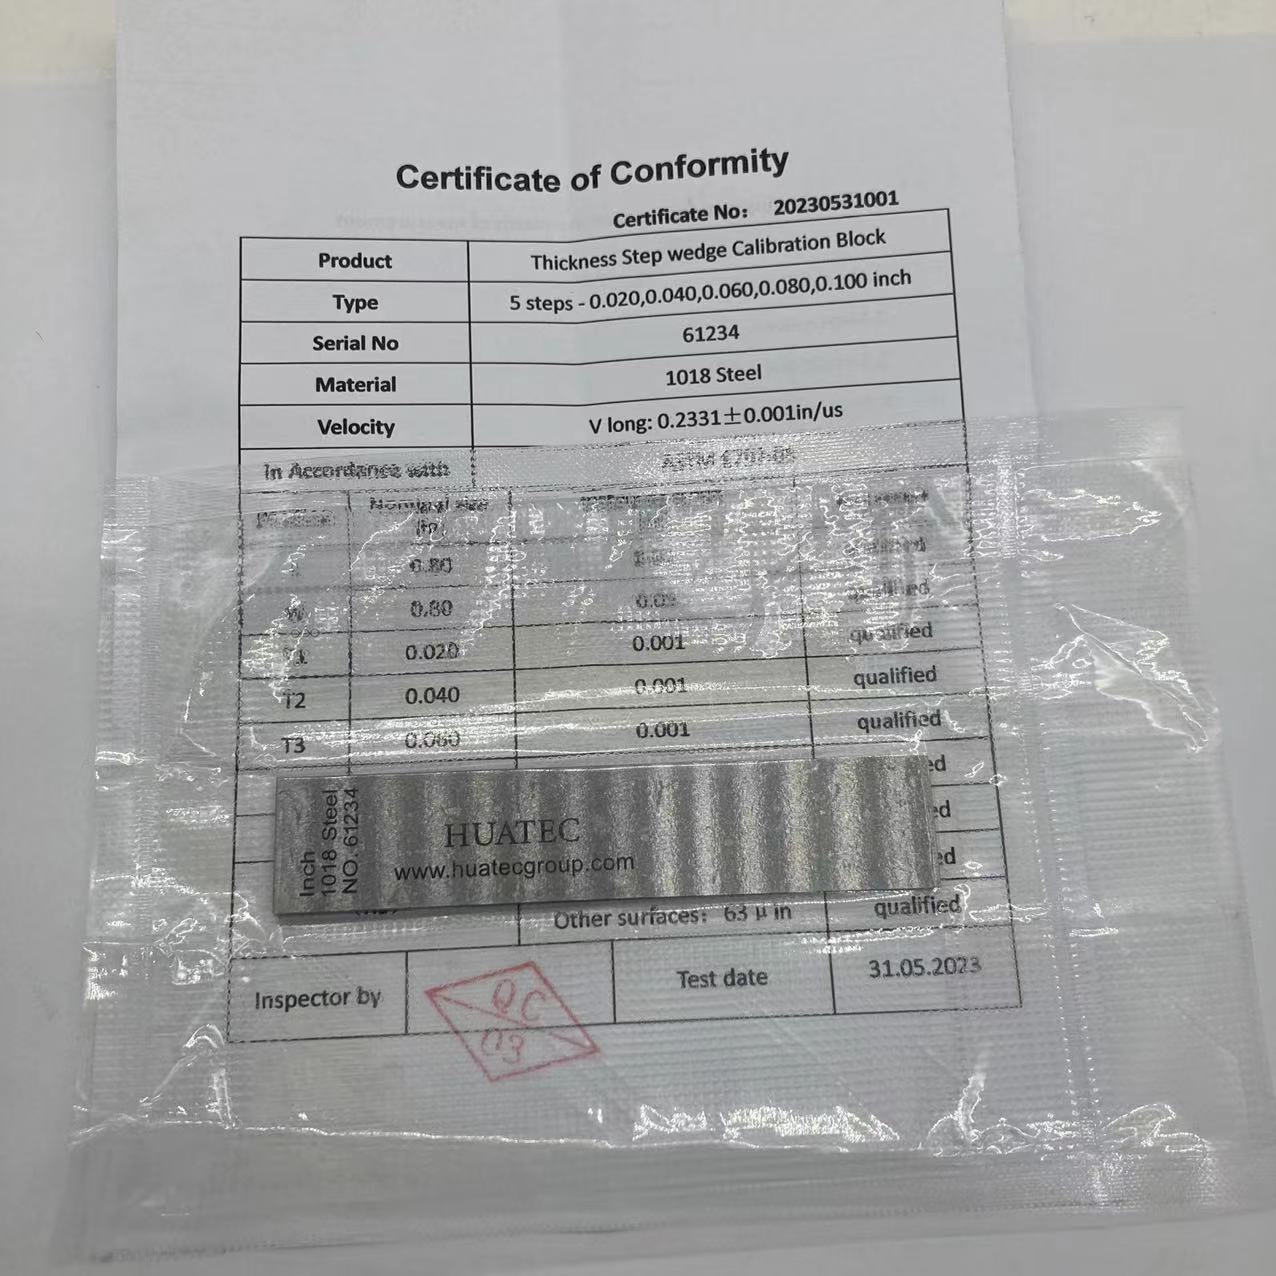 Certificate of Conformity
Certificate No: 20230531001
Product Thickness Step wedge Calibration Block
Type 5 steps - 0.020,0.040,0.060,0.080,0.100 inch
Serial No 61234
Material 1018 Steel
Velocity V long: 0.2331±0.001in/us
In Accordance with ASTM
Nominal size
(in)
0.80
W 0.80 qualified
0.020 0.001 qualified
T2 0.040 0.001 qualified
T3 0.060 0.001 qualified
Inch
1018 Steel
NO. 61234
HUATEC
www.huatecgroup.com
Other surfaces: 63 μ in qualified
Inspector by QC 03 Test date 31.05.2023